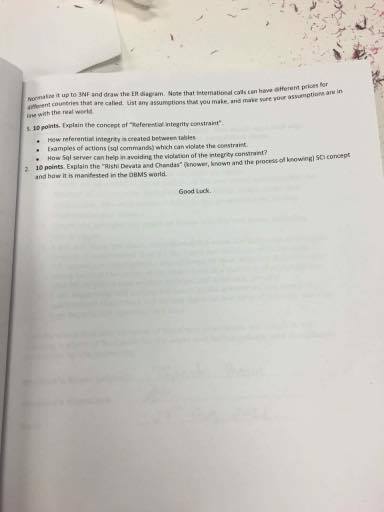 Normalize it up to 3NF and draw the ER diagram. Note that International calls can have different prices for
different countries that are called. List any assumptions that you make, and make sure your assumptions are in
line with the real world.
1. 10 points. Explain the concept of "Referential integrity constraint".
• How referential integrity is created between tables
• Examples of actions (sql commands) which can violate the constraint.
• How Sql server can help in avoiding the violation of the integrity constraint?
2. 10 points. Explain the "Rishi Devata and Chandas" (knower, known and the process of knowing) SCI concept
and how it is manifested in the DBMS world.
Good Luck.